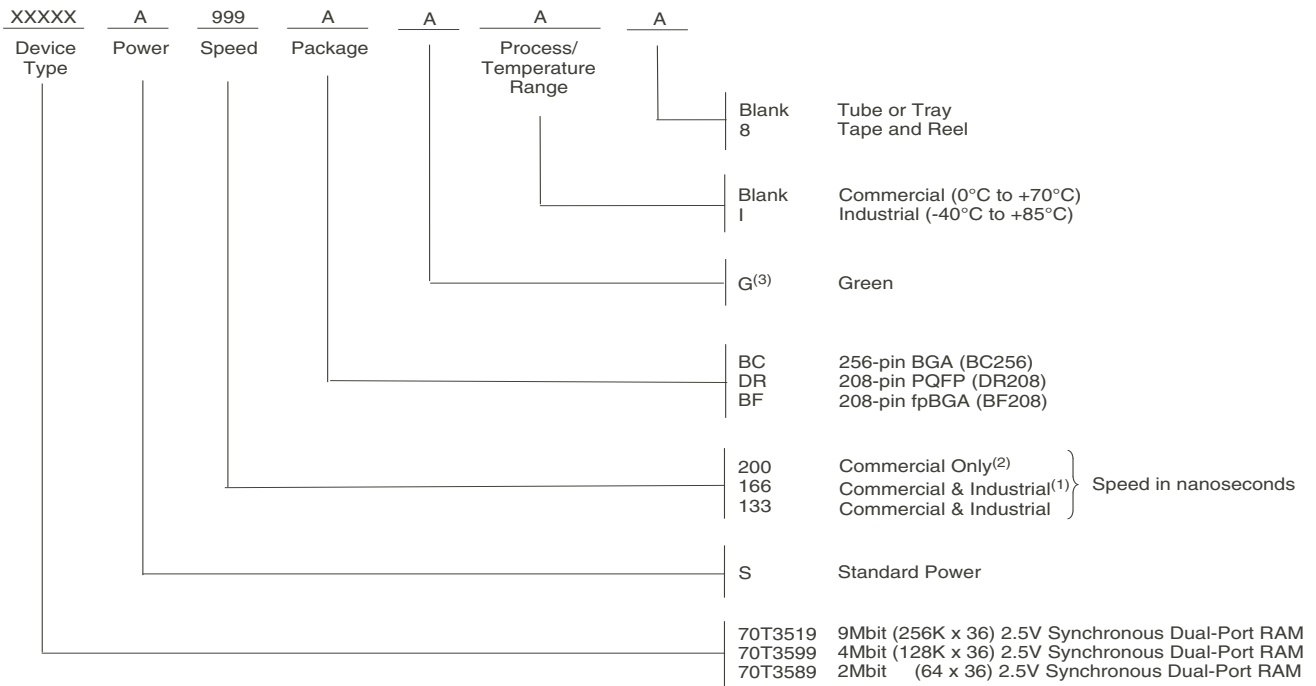 XXXXX A 999 A A A A
Device Type Power Speed Package Process/ Temperature Range
Blank Tube or Tray
8 Tape and Reel
Blank Commercial (0°C to +70°C)
I Industrial (-40°C to +85°C)
G(3) Green
BC 256-pin BGA (BC256)
DR 208-pin PQFP (DR208)
BF 208-pin fpBGA (BF208)
200 Commercial Only(2)
166 Commercial & Industrial(1) Speed in nanoseconds
133 Commercial & Industrial
S Standard Power
70T3519 9Mbit (256K x 36) 2.5V Synchronous Dual-Port RAM
70T3599 4Mbit (128K x 36) 2.5V Synchronous Dual-Port RAM
70T3589 2Mbit (64 x 36) 2.5V Synchronous Dual-Port RAM